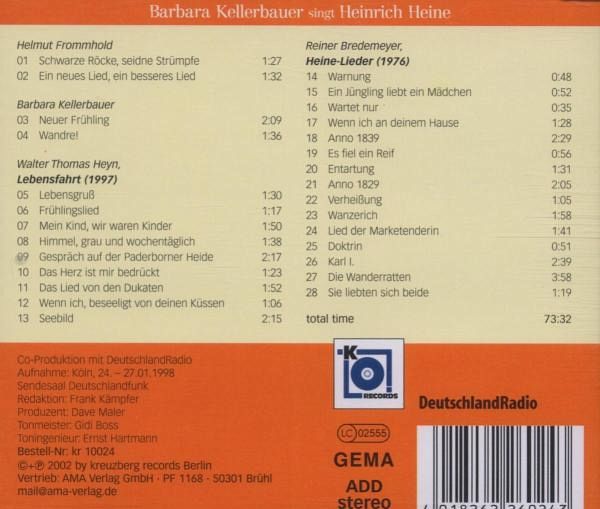 Barbara Kellerbauer singt Heinrich Heine
Helmut Frommhold
01 Schwarze Röcke, seidne Strümpfe 1:27
02 Ein neues Lied, ein besseres Lied 1:32
Barbara Kellerbauer
03 Neuer Frühling 2:09
04 Wandre! 1:36
Walter Thomas Heyn,
Lebensfahrt (1997)
05 Lebensgruß 1:30
06 Frühlingslied 1:17
07 Mein Kind, wir waren Kinder 1:50
08 Himmel, grau und wochentäglich 1:38
09 Gespräch auf der Paderborner Heide 2:17
10 Das Herz ist mir bedrückt 1:23
11 Das Lied von den Dukaten 1:52
12 Wenn ich, beseeligt von deinen Küssen 1:06
13 Seebild 2:15
Reiner Bredemeyer,
Heine-Lieder (1976)
14 Warnung 0:48
15 Ein Jüngling liebt ein Mädchen 0:52
16 Wartet nur 0:35
17 Wenn ich an deinem Hause 1:28
18 Anno 1839 2:29
19 Es fiel ein Reif 0:56
20 Entartung 1:31
21 Anno 1829 2:05
22 Verheißung 1:05
23 Wanzerich 1:58
24 Lied der Marketenderin 1:41
25 Doktrin 0:51
26 Karl I. 2:39
27 Die Wanderratten 3:58
28 Sie liebten sich beide 1:19
total time 73:32
Co-Produktion mit DeutschlandRadio
Aufnahme: Köln, 24. – 27.01.1998
Sendesaal Deutschlandfunk
Redaktion: Frank Kämpfer
Produzent: Dave Maler
Tonmeister: Gidi Boss
Toningenieur: Ernst Hartmann
Bestell-Nr: kr 10024
©+℗ 2002 by kreuzberg records Berlin
Vertrieb: AMA Verlag GmbH · PF 1168 - 50301 Brühl
mail@ama-verlag.de
K
RECORDS
DeutschlandRadio
LC 02555
GEMA
ADD
stereo